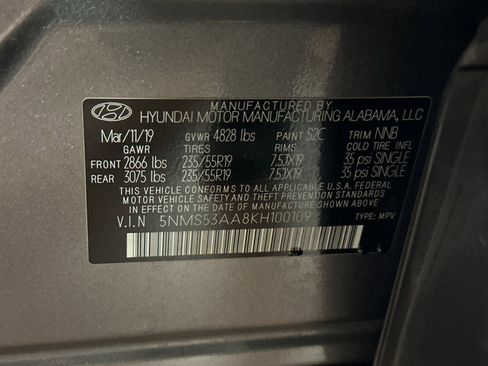 MANUFACTURED BY
HYUNDAI MOTOR MANUFACTURING ALABAMA, LLC
Mar/11/19 GVWR 4828 lbs PAINT S2C TRIM NNB
GAWR TIRES RIMS COLD TIRE INFL
FRONT 2866 lbs 235/55R19 7.5JX19 35 psi SINGLE
REAR 3075 lbs 235/55R19 7.5JX19 35 psi SINGLE
THIS VEHICLE CONFORMS TO ALL APPLICABLE U.S.A. FEDERAL
MOTOR VEHICLE SAFETY AND THEFT PREVENTION STANDARDS
IN EFFECT ON THE DATE OF MANUFACTURE SHOWN ABOVE.
V.I.N 5NMS53AA8KH100109 TYPE: MPV